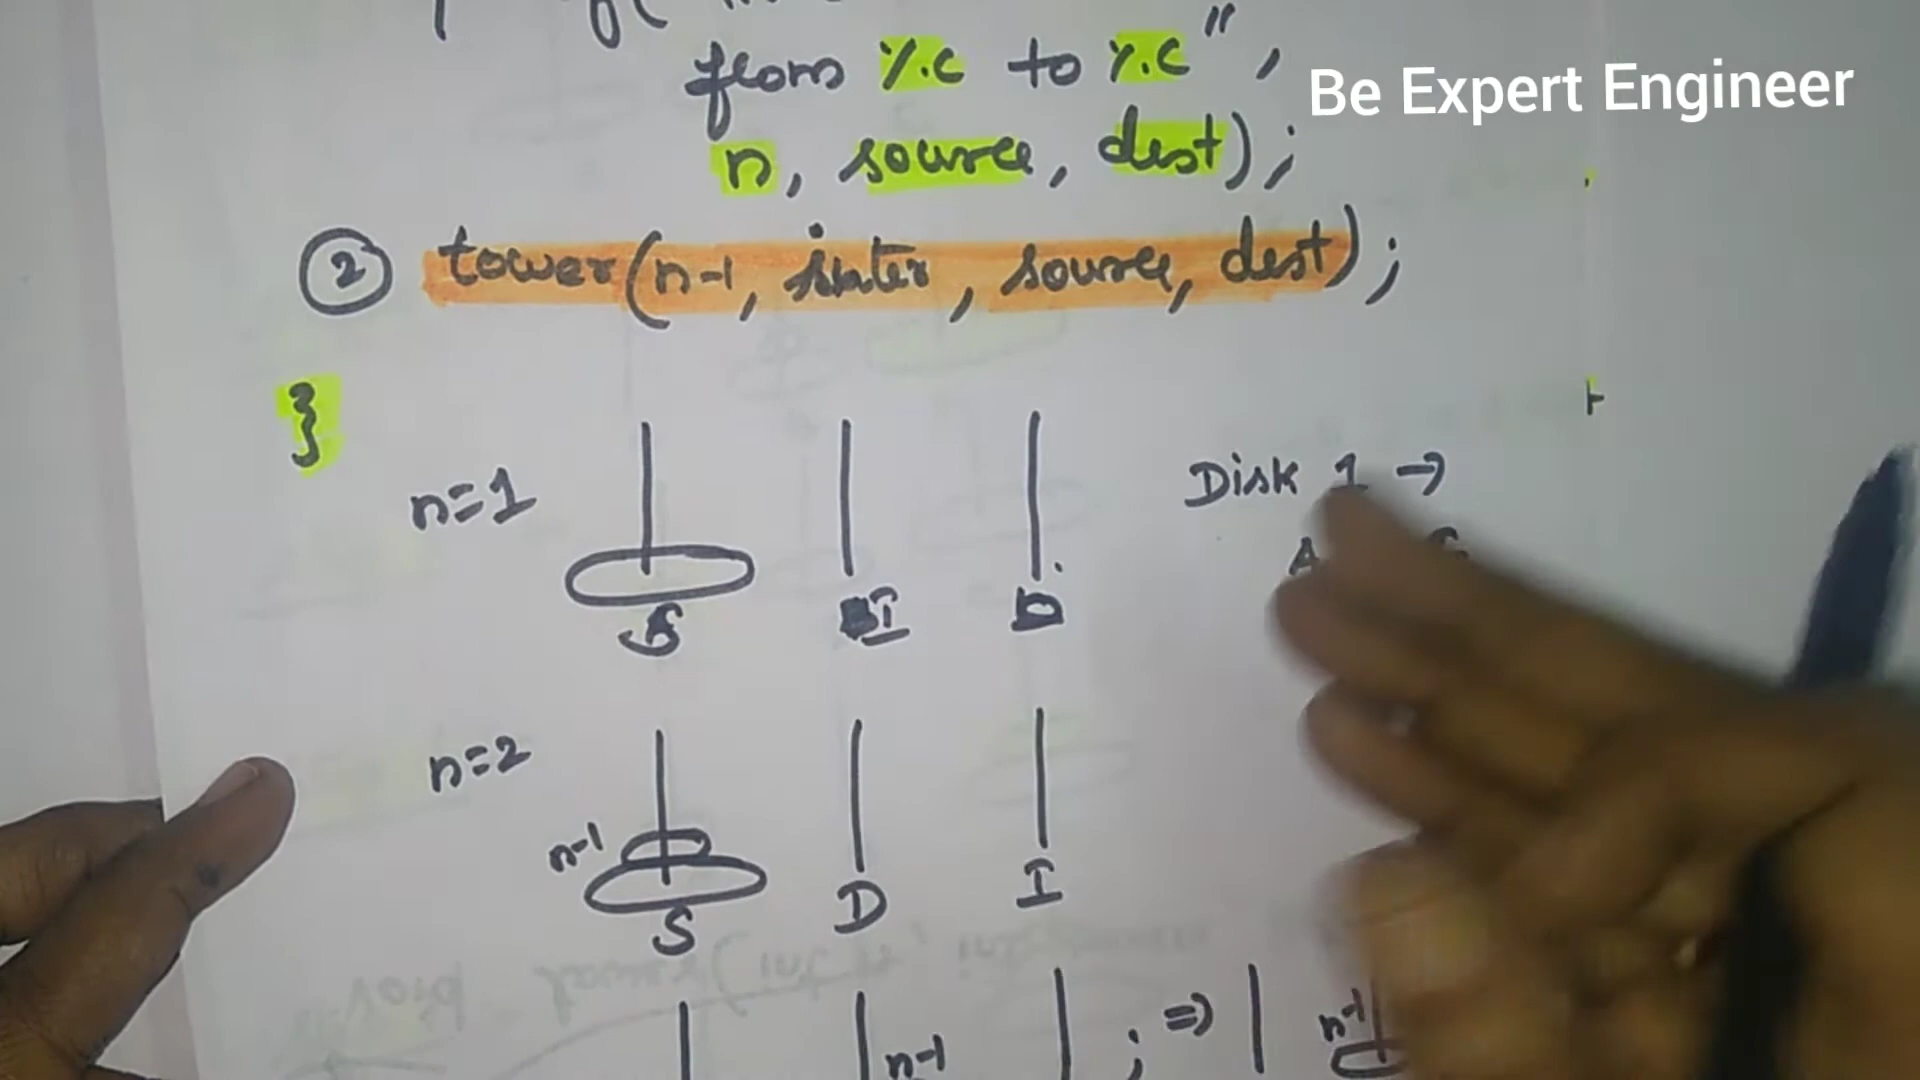 from %c to %c",
Be Expert Engineer
n, source, dest);
② tower(n-1, inter, source, dest);
}
n=1
Disk 1 →
A
S I D
n=2
n-1
S D I
n-1 ; ⇒ n-1